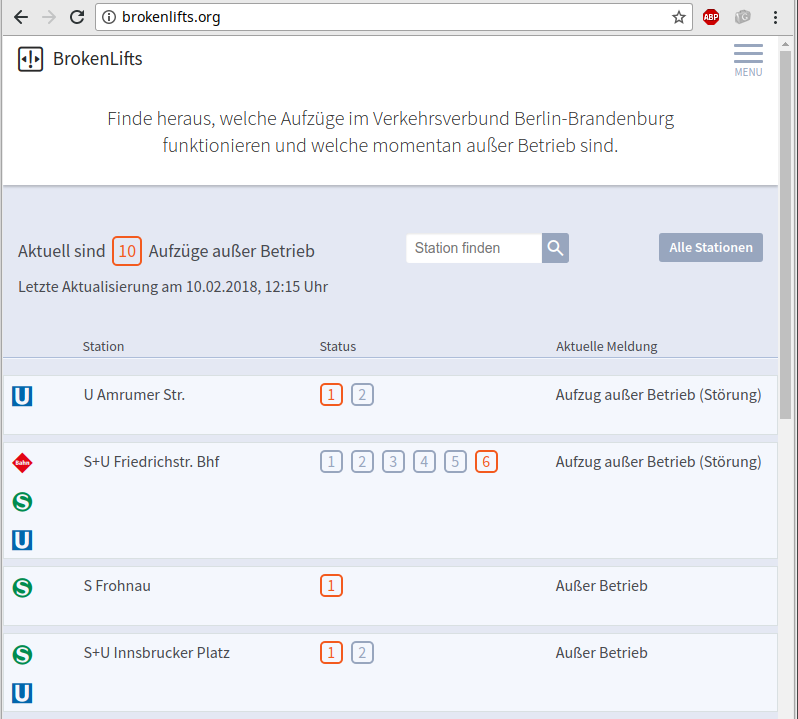 brokenlifts.org
ABP
TG
BrokenLifts
MENU
Finde heraus, welche Aufzüge im Verkehrsverbund Berlin-Brandenburg
funktionieren und welche momentan außer Betrieb sind.
Aktuell sind 10 Aufzüge außer Betrieb
Station finden
Alle Stationen
Letzte Aktualisierung am 10.02.2018, 12:15 Uhr
Station Status Aktuelle Meldung
U U Amrumer Str. 1 2 Aufzug außer Betrieb (Störung)
Bahn S+U Friedrichstr. Bhf 1 2 3 4 5 6 Aufzug außer Betrieb (Störung)
S
U
S S Frohnau 1 Außer Betrieb
S S+U Innsbrucker Platz 1 2 Außer Betrieb
U